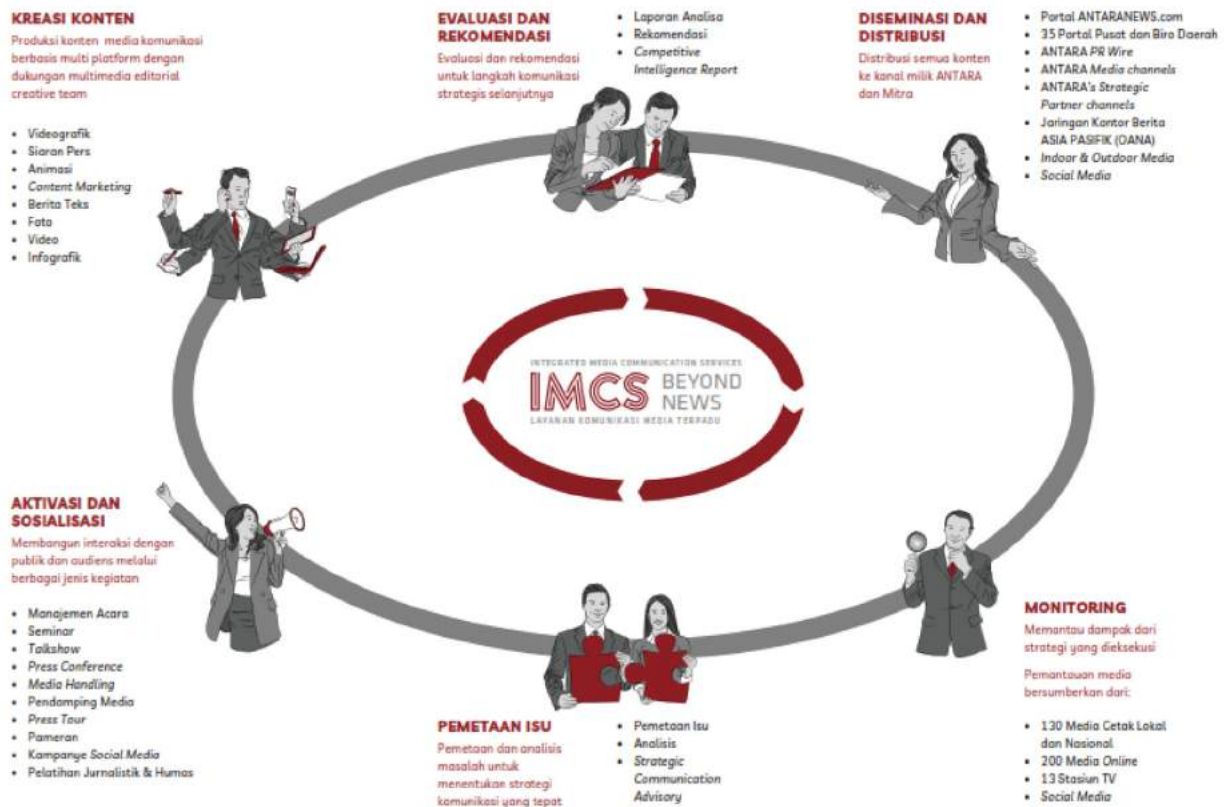 KREASI KONTEN
Produksi konten media komunikasi
berbasis multi platform dengan
dukungan multimedia editorial
creative team
• Videografik
• Siaran Pers
• Animasi
• Content Marketing
• Berita Teks
• Foto
• Video
• Infografik
EVALUASI DAN
REKOMENDASI
Evaluasi dan rekomendasi
untuk langkah komunikasi
strategis selanjutnya
• Laporan Analisa
• Rekomendasi
• Competitive
Intelligence Report
DISEMINASI DAN
DISTRIBUSI
Distribusi semua konten
ke kanal milik ANTARA
dan Mitra
• Portal ANTARANEWS.com
• 35 Portal Pusat dan Biro Daerah
• ANTARA PR Wire
• ANTARA Media channels
• ANTARA's Strategic
Partner channels
• Jaringan Kantor Berita
ASIA PASIFIK (OANA)
• Indoor & Outdoor Media
• Social Media
INTEGRATED MEDIA COMMUNICATION SERVICES
IMCS BEYOND
NEWS
LAYANAN KOMUNIKASI MEDIA TERPADU
AKTIVASI DAN
SOSIALISASI
Membangun interaksi dengan
publik dan audiens melalui
berbagai jenis kegiatan
• Manajemen Acara
• Seminar
• Talkshow
• Press Conference
• Media Handling
• Pendamping Media
• Press Tour
• Pameran
• Kampanye Social Media
• Pelatihan Jurnalistik & Humas
PEMETAAN ISU
Pemetaan dan analisis
masalah untuk
menentukan strategi
komunikasi yang tepat
• Pemetaan Isu
• Analisis
• Strategic
Communication
Advisory
MONITORING
Memantau dampak dari
strategi yang dieksekusi
Pemantauan media
bersumberkan dari:
• 130 Media Cetak Lokal
dan Nasional
• 200 Media Online
• 13 Stasiun TV
• Social Media